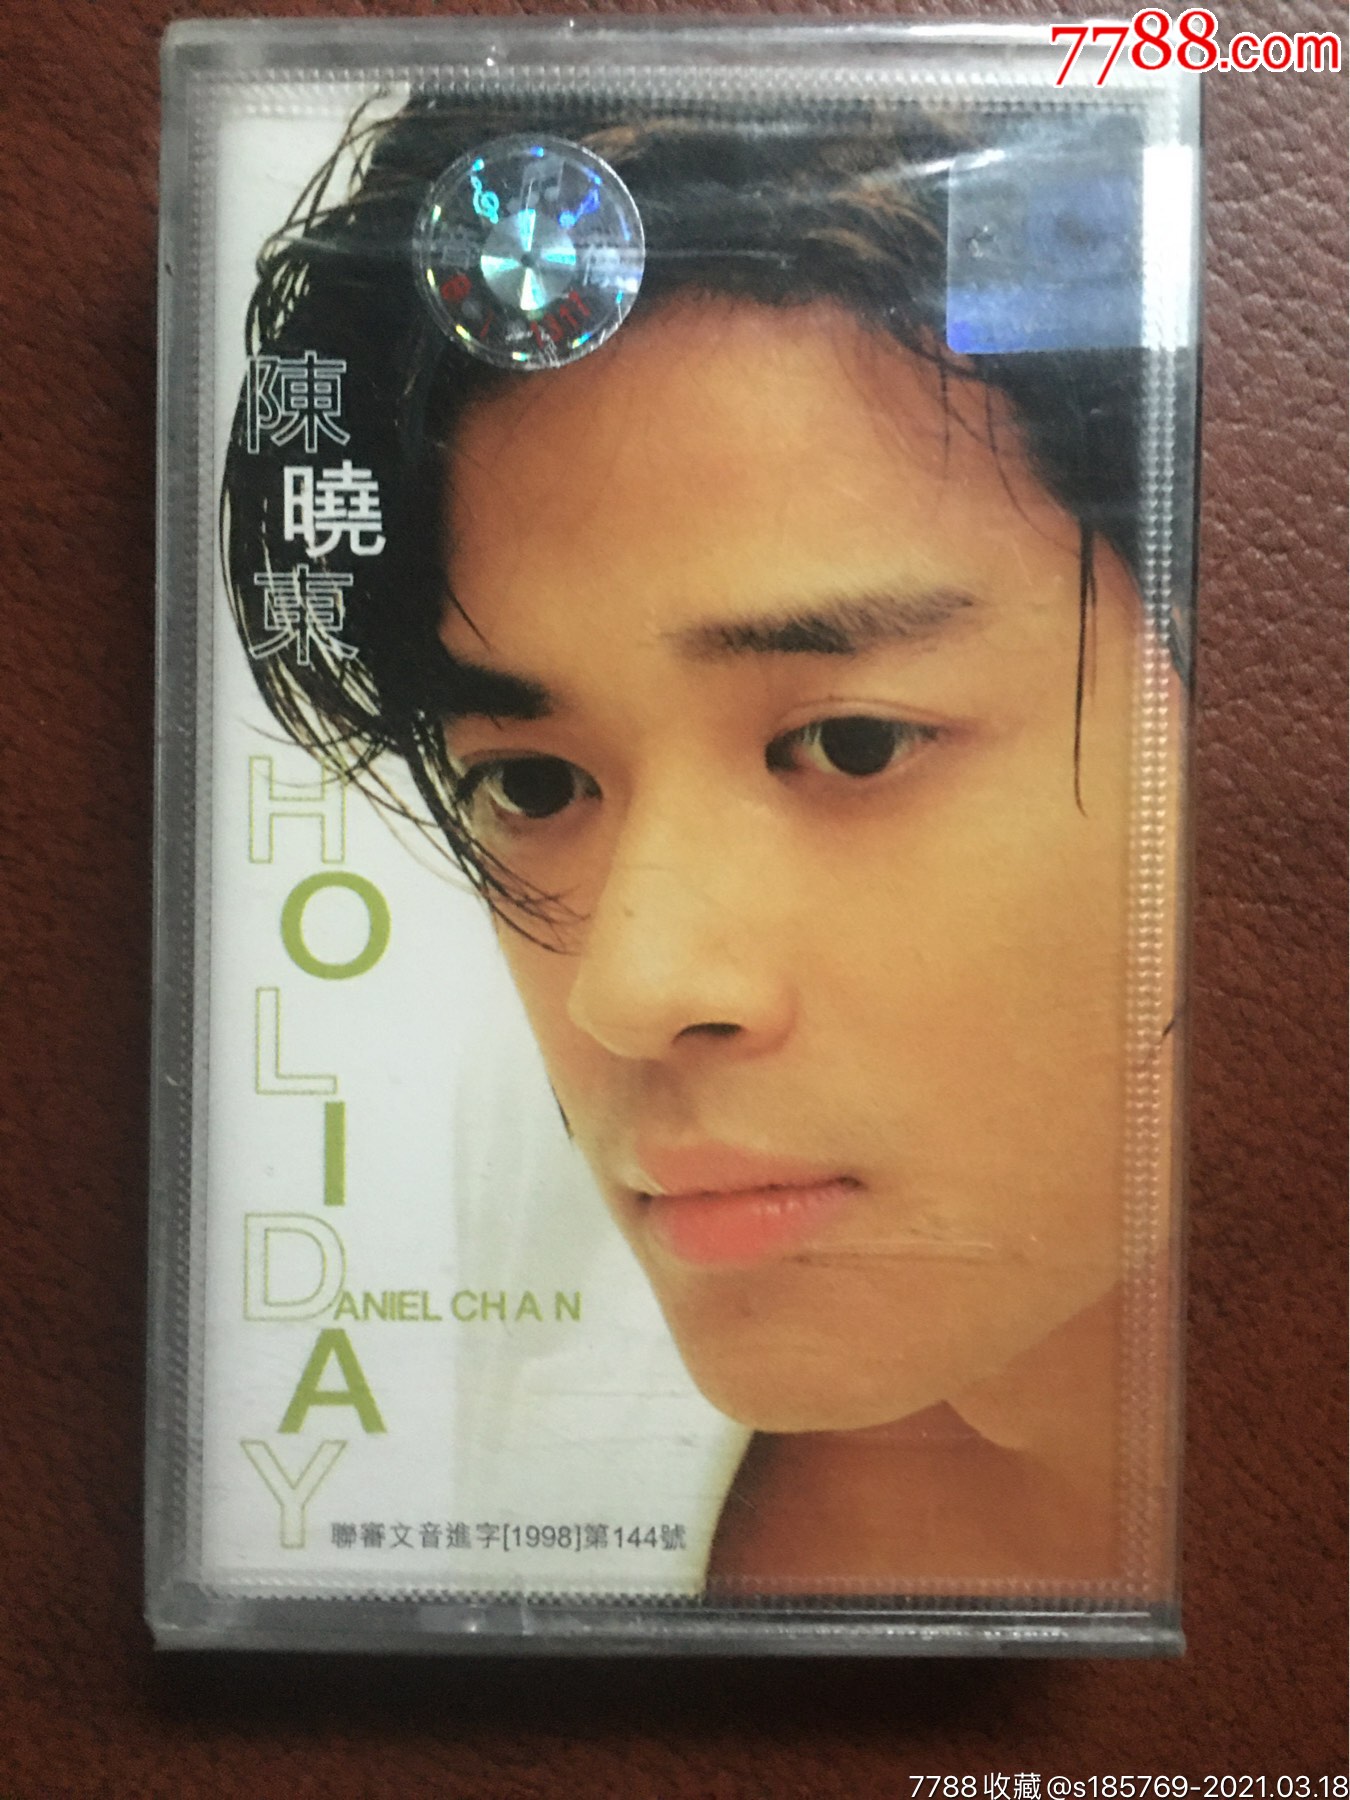 7788.com
陳曉東
HOLIDAY
DANIEL CHAN
聯審文音進字[1998]第144號
7788收藏@s185769-2021.03.18